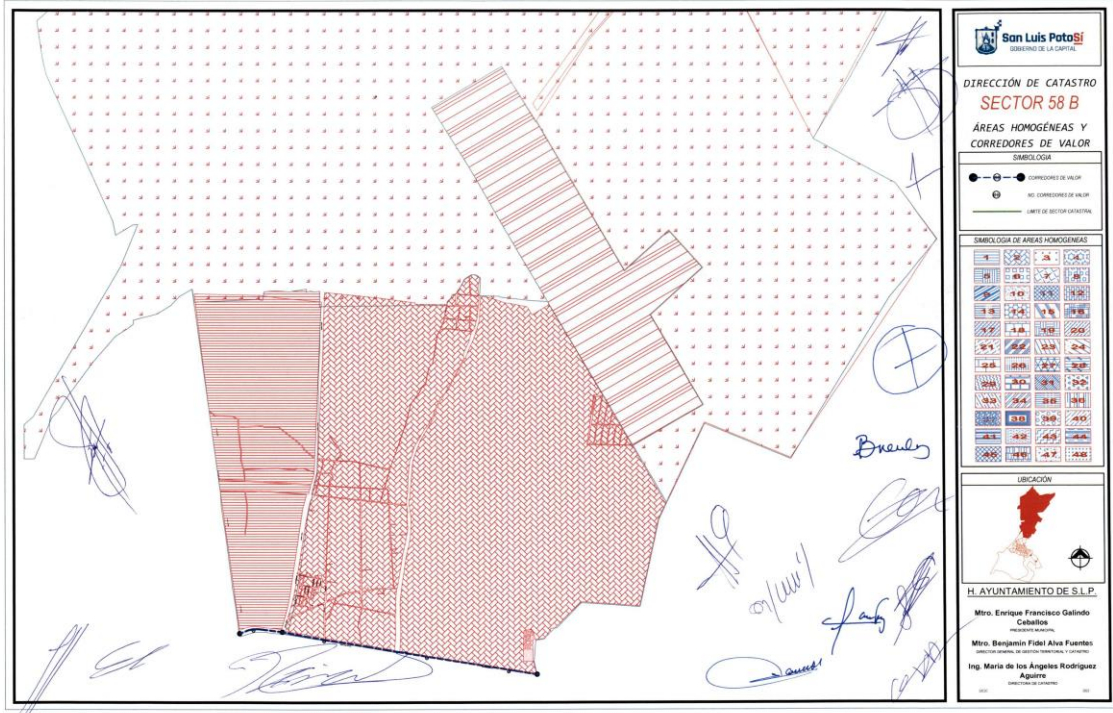 San Luis PotoSí
GOBIERNO DE LA CAPITAL
DIRECCIÓN DE CATASTRO
SECTOR 58 B
ÁREAS HOMOGÉNEAS Y
CORREDORES DE VALOR
SIMBOLOGIA
CORREDORES DE VALOR
NO. CORREDORES DE VALOR
LIMITE DE SECTOR CATASTRAL
SIMBOLOGIA DE AREAS HOMOGENEAS
1 2 3 4
5 6 7 8
9 10 11 12
13 14 15 16
17 18 19 20
21 22 23 24
25 26 27 28
29 30 31 32
33 34 35 36
37 38 39 40
41 42 43 44
45 46 47 48
UBICACIÓN
H. AYUNTAMIENTO DE S.L.P.
Mtro. Enrique Francisco Galindo
Ceballos
PRESIDENTE MUNICIPAL
Mtro. Benjamin Fidel Alva Fuentes
DIRECTOR GENERAL DE GESTIÓN TERRITORIAL Y CATASTRO
Ing. María de los Ángeles Rodríguez
Aguirre
DIRECTORA DE CATASTRO